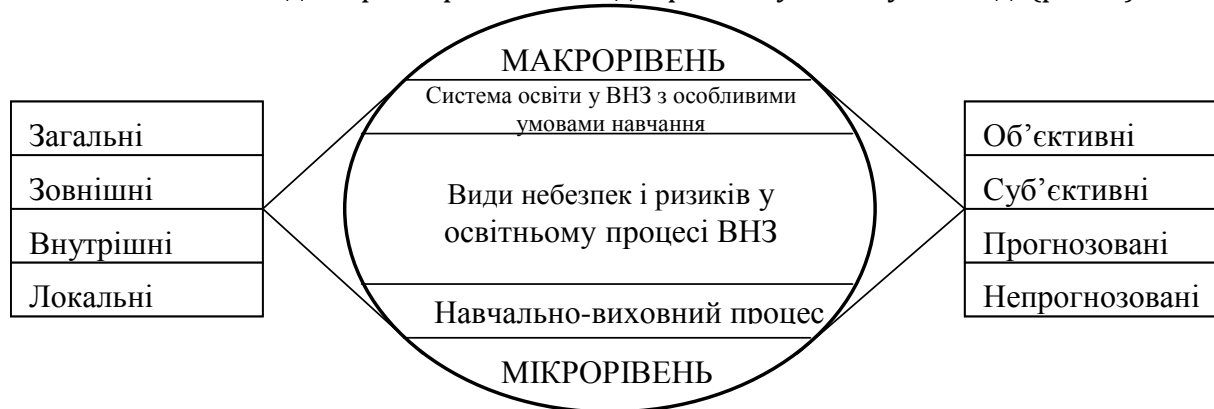 МАКРОРІВЕНЬ
Система освіти у ВНЗ з особливими
умовами навчання
Загальні
Зовнішні
Внутрішні
Локальні
Види небезпек і ризиків у
освітньому процесі ВНЗ
Об’єктивні
Суб’єктивні
Прогнозовані
Непрогнозовані
Навчально-виховний процес
МІКРОРІВЕНЬ